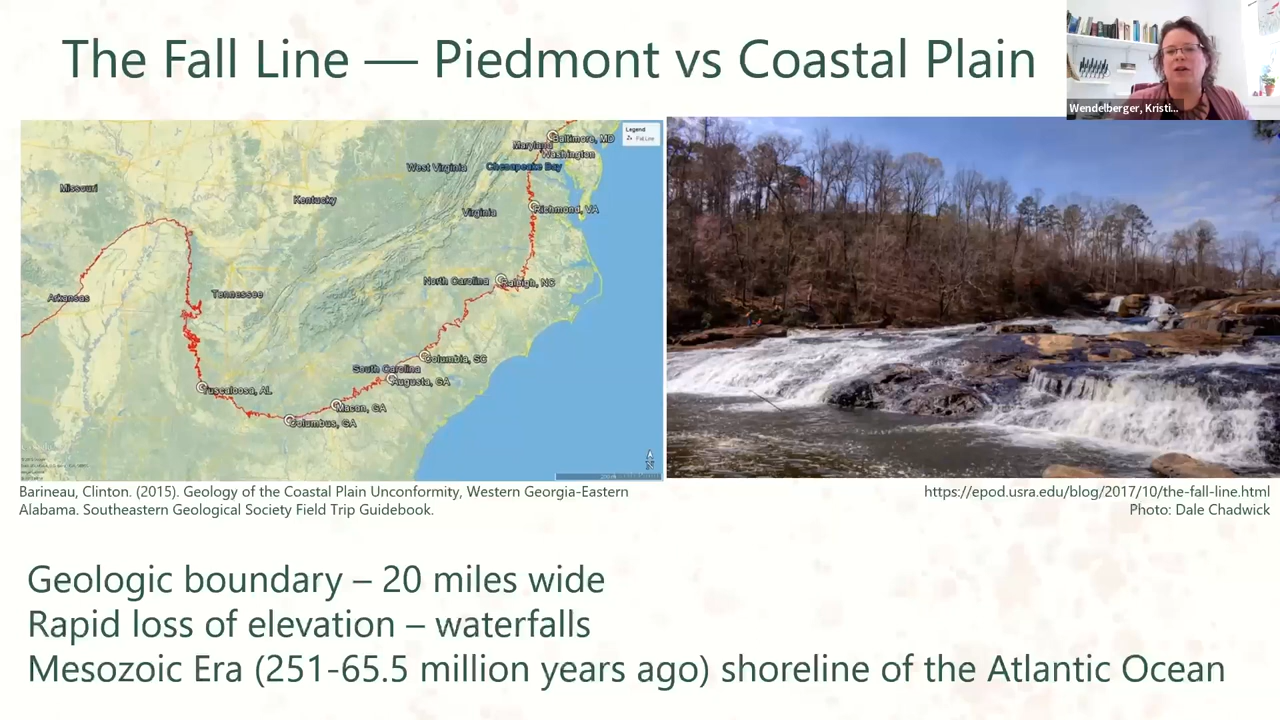 The Fall Line — Piedmont vs Coastal Plain
Wendelberger, Kristi...
Legend
Fall Line
Baltimore, MD
Maryland
Washington
Chesapeake Bay
West Virginia
Missouri
Kentucky
Virginia
Richmond, VA
North Carolina
Raleigh, NC
Arkansas
Tennessee
Columbia, SC
South Carolina
Augusta, GA
Tuscaloosa, AL
Macon, GA
Columbus, GA
N
Barineau, Clinton. (2015). Geology of the Coastal Plain Unconformity, Western Georgia-Eastern
Alabama. Southeastern Geological Society Field Trip Guidebook.
https://epod.usra.edu/blog/2017/10/the-fall-line.html
Photo: Dale Chadwick
Geologic boundary – 20 miles wide
Rapid loss of elevation – waterfalls
Mesozoic Era (251-65.5 million years ago) shoreline of the Atlantic Ocean